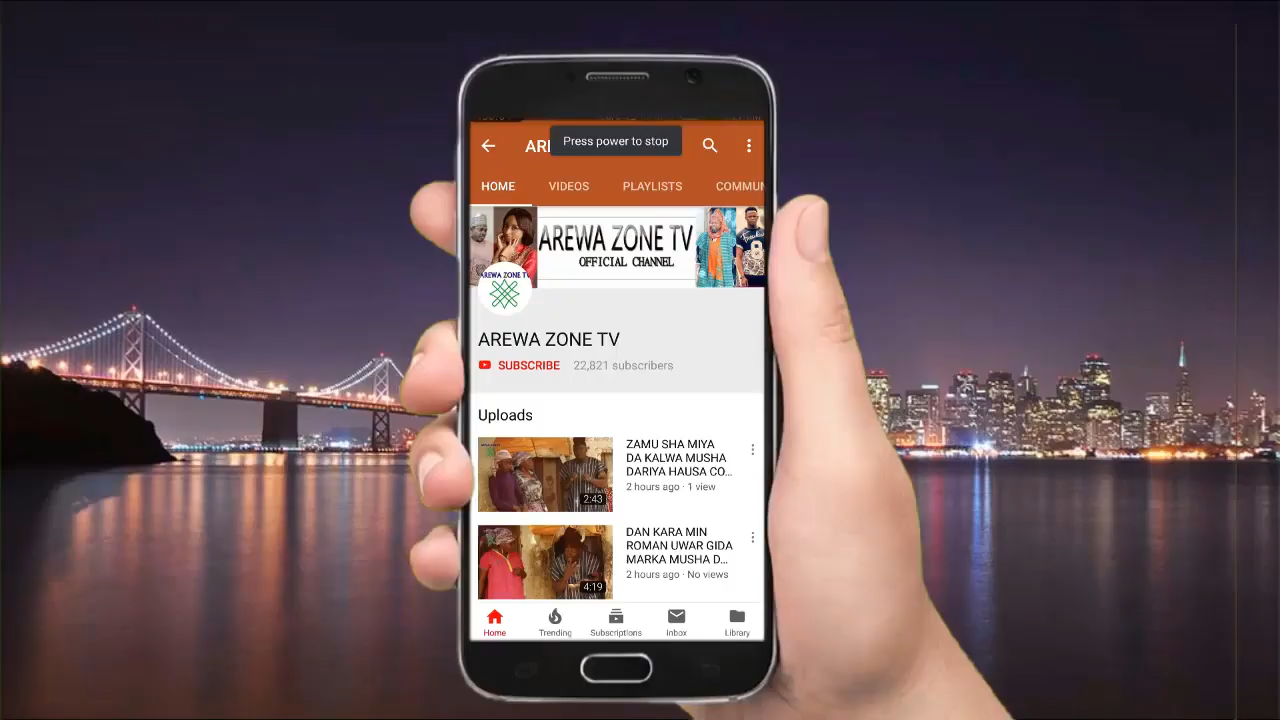 ARE
Press power to stop
HOME VIDEOS PLAYLISTS COMMUN
AREWA ZONE TV
OFFICIAL CHANNEL
AREWA ZONE TV
AREWA ZONE TV
SUBSCRIBE 22,821 subscribers
Uploads
ZAMU SHA MIYA
DA KALWA MUSHA
DARIYA HAUSA CO...
2 hours ago · 1 view
2:43
DAN KARA MIN
ROMAN UWAR GIDA
MARKA MUSHA D...
2 hours ago · No views
4:19
Home Trending Subscriptions Inbox Library